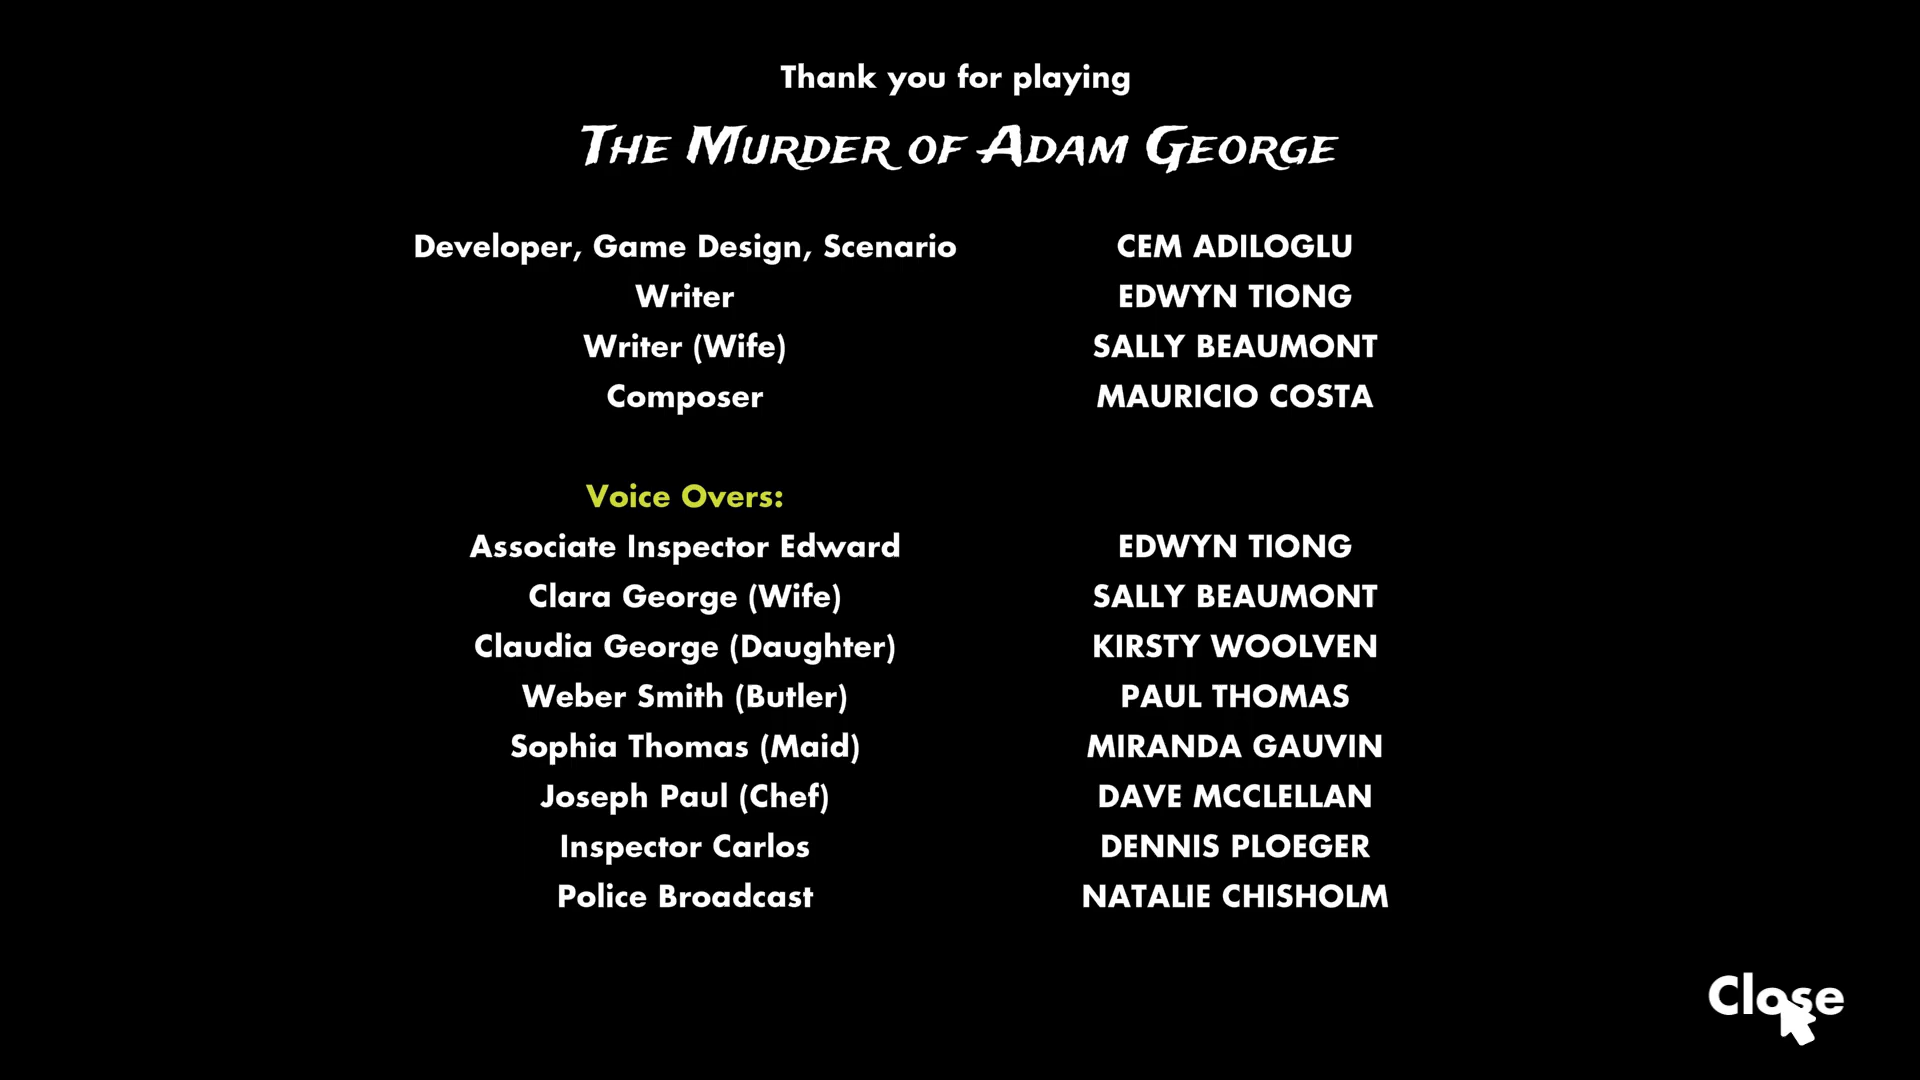 Thank you for playing
The Murder of Adam George
Developer, Game Design, Scenario CEM ADILOGLU
Writer EDWYN TIONG
Writer (Wife) SALLY BEAUMONT
Composer MAURICIO COSTA
Voice Overs:
Associate Inspector Edward EDWYN TIONG
Clara George (Wife) SALLY BEAUMONT
Claudia George (Daughter) KIRSTY WOOLVEN
Weber Smith (Butler) PAUL THOMAS
Sophia Thomas (Maid) MIRANDA GAUVIN
Joseph Paul (Chef) DAVE MCCLELLAN
Inspector Carlos DENNIS PLOEGER
Police Broadcast NATALIE CHISHOLM
Close